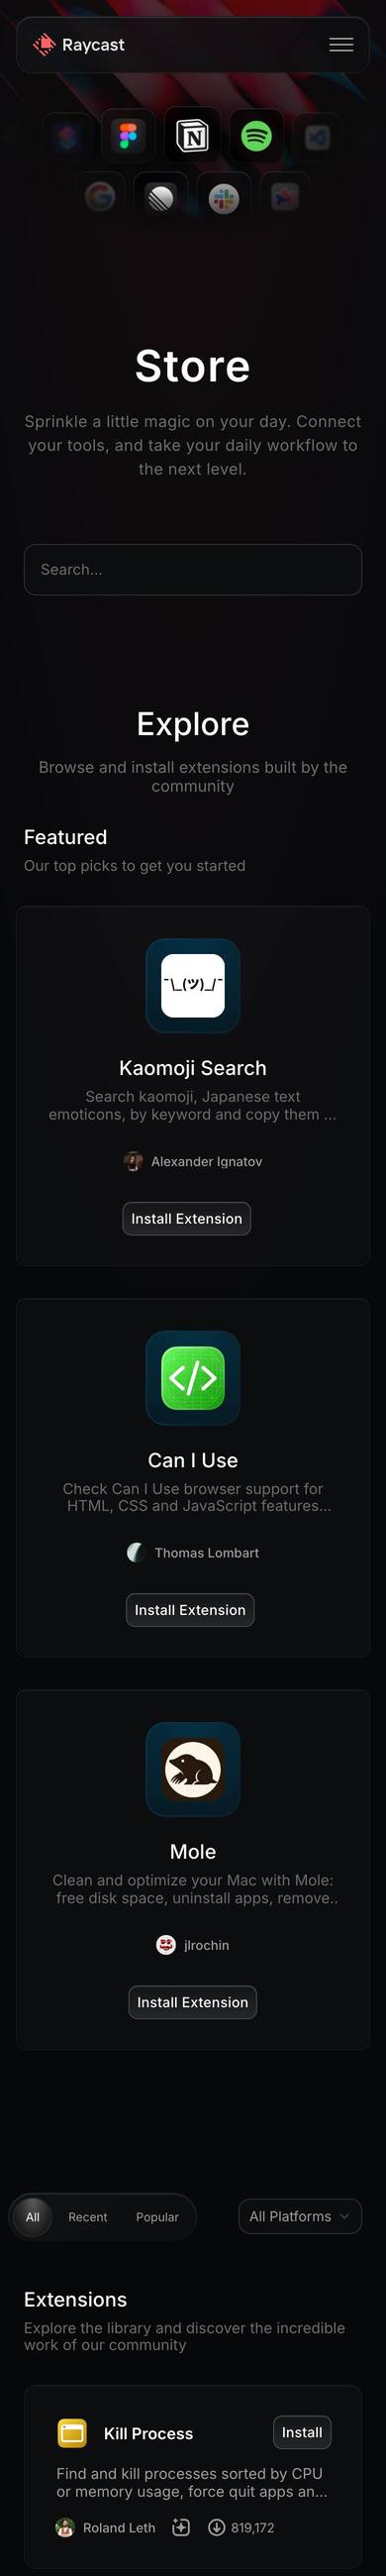 Raycast
Store
Sprinkle a little magic on your day. Connect
your tools, and take your daily workflow to
the next level.
Search...
Explore
Browse and install extensions built by the
community
Featured
Our top picks to get you started
¯\_(ツ)_/¯
Kaomoji Search
Search kaomoji, Japanese text
emoticons, by keyword and copy them ...
Alexander Ignatov
Install Extension
</>
Can I Use
Check Can I Use browser support for
HTML, CSS and JavaScript features...
Thomas Lombart
Install Extension
Mole
Clean and optimize your Mac with Mole:
free disk space, uninstall apps, remove..
jlrochin
Install Extension
All Recent Popular All Platforms
Extensions
Explore the library and discover the incredible
work of our community
Kill Process Install
Find and kill processes sorted by CPU
or memory usage, force quit apps an...
Roland Leth 819,172